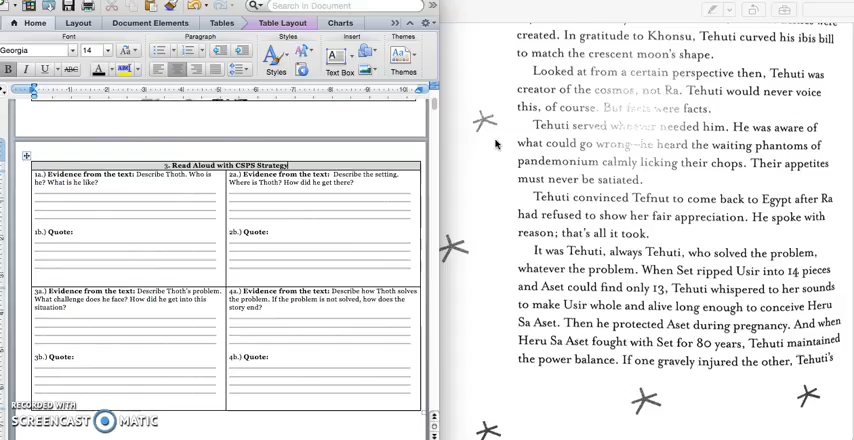 Search in Document
Home Layout Document Elements Tables Table Layout Charts
Font Paragraph Styles Insert Themes
Georgia 14 Aa
B I U ABC A
Styles Text Box Themes
3. Read Aloud with CSPS Strategy
1a.) Evidence from the text: Describe Thoth. Who is
he? What is he like?
1b.) Quote:
2a.) Evidence from the text: Describe the setting.
Where is Thoth? How did he get there?
2b.) Quote:
3a.) Evidence from the text: Describe Thoth's problem.
What challenge does he face? How did he get into this
situation?
3b.) Quote:
4a.) Evidence from the text: Describe how Thoth solves
the problem. If the problem is not solved, how does the
story end?
4b.) Quote:
RECORDED WITH
SCREENCAST MATIC
were
created. In gratitude to Khonsu, Tehuti curved his ibis bill
to match the crescent moon's shape.
Looked at from a certain perspective then, Tehuti was
creator of the cosmos, not Ra. Tehuti would never voice
this, of course. But facts were facts.
Tehuti served whoever needed him. He was aware of
what could go wrong—he heard the waiting phantoms of
pandemonium calmly licking their chops. Their appetites
must never be satiated.
Tehuti convinced Tefnut to come back to Egypt after Ra
had refused to show her fair appreciation. He spoke with
reason; that's all it took.
It was Tehuti, always Tehuti, who solved the problem,
whatever the problem. When Set ripped Usir into 14 pieces
and Aset could find only 13, Tehuti whispered to her sounds
to make Usir whole and alive long enough to conceive Heru
Sa Aset. Then he protected Aset during pregnancy. And when
Heru Sa Aset fought with Set for 80 years, Tehuti maintained
the power balance. If one gravely injured the other, Tehuti's